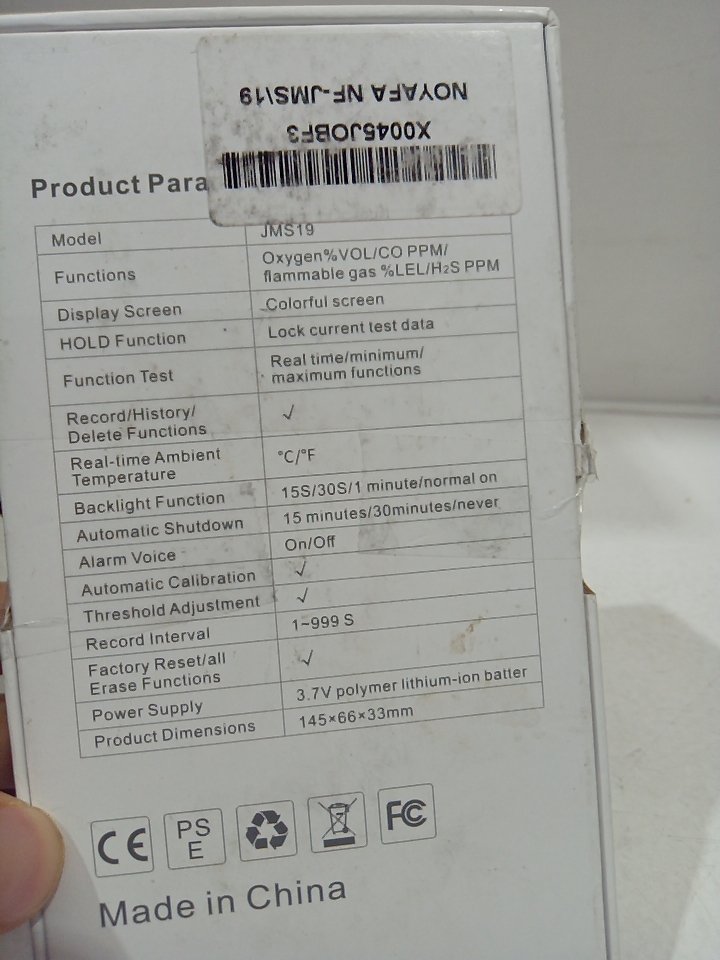 NOYAFA NF-JMS\19
X0045JOBF3
Product Para
Model JMS19
Functions Oxygen%VOL/CO PPM/
flammable gas %LEL/H₂S PPM
Display Screen Colorful screen
HOLD Function Lock current test data
Function Test Real time/minimum/
maximum functions
Record/History/
Delete Functions √
Real-time Ambient
Temperature °C/°F
Backlight Function 15S/30S/1 minute/normal on
Automatic Shutdown 15 minutes/30minutes/never
Alarm Voice On/Off
Automatic Calibration √
Threshold Adjustment √
Record Interval 1~999 S
Factory Reset/all
Erase Functions √
Power Supply 3.7V polymer lithium-ion batter
Product Dimensions 145×66×33mm
CE
PS
E
FC
Made in China